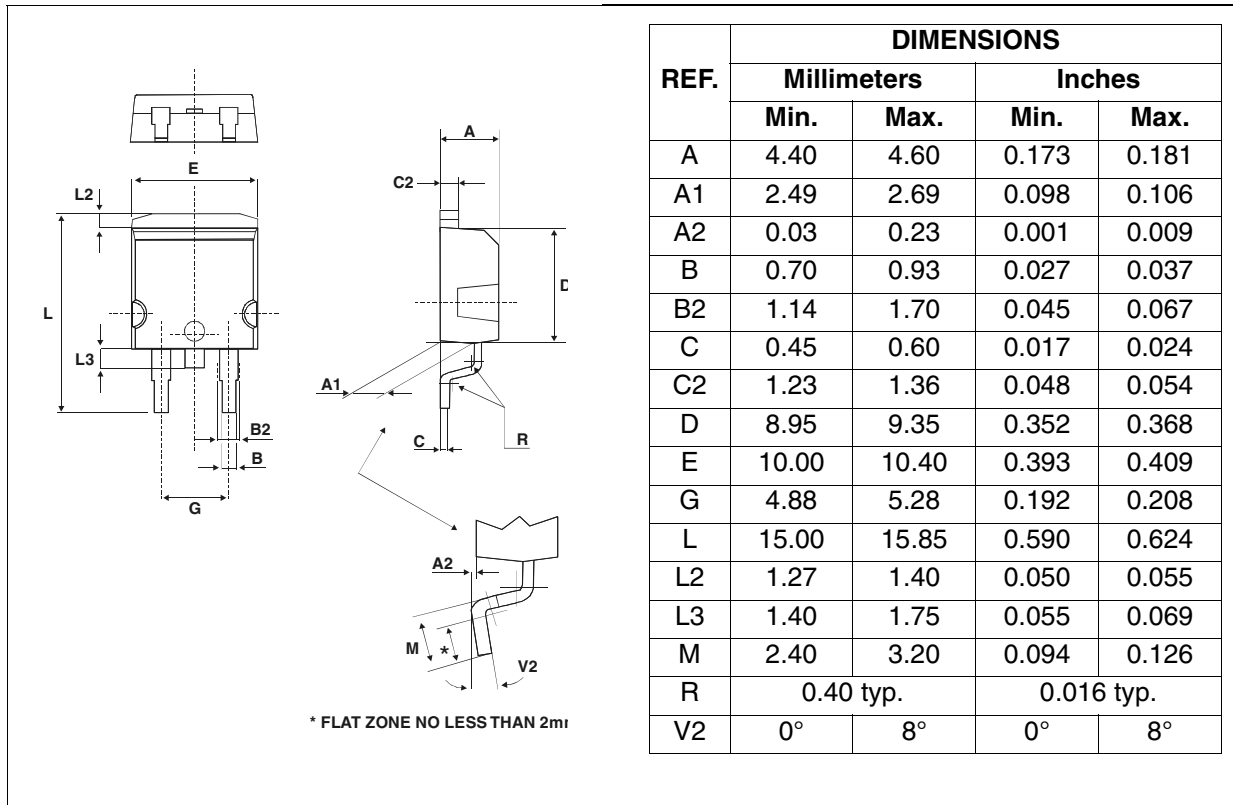 E
L2
L
L3
B2
B
G
A
C2
D
A1
C
R
A2
M
*
V2
* FLAT ZONE NO LESS THAN 2m
REF. DIMENSIONS
Millimeters Inches
Min. Max. Min. Max.
A 4.40 4.60 0.173 0.181
A1 2.49 2.69 0.098 0.106
A2 0.03 0.23 0.001 0.009
B 0.70 0.93 0.027 0.037
B2 1.14 1.70 0.045 0.067
C 0.45 0.60 0.017 0.024
C2 1.23 1.36 0.048 0.054
D 8.95 9.35 0.352 0.368
E 10.00 10.40 0.393 0.409
G 4.88 5.28 0.192 0.208
L 15.00 15.85 0.590 0.624
L2 1.27 1.40 0.050 0.055
L3 1.40 1.75 0.055 0.069
M 2.40 3.20 0.094 0.126
R 0.40 typ. 0.016 typ.
V2 0° 8° 0° 8°